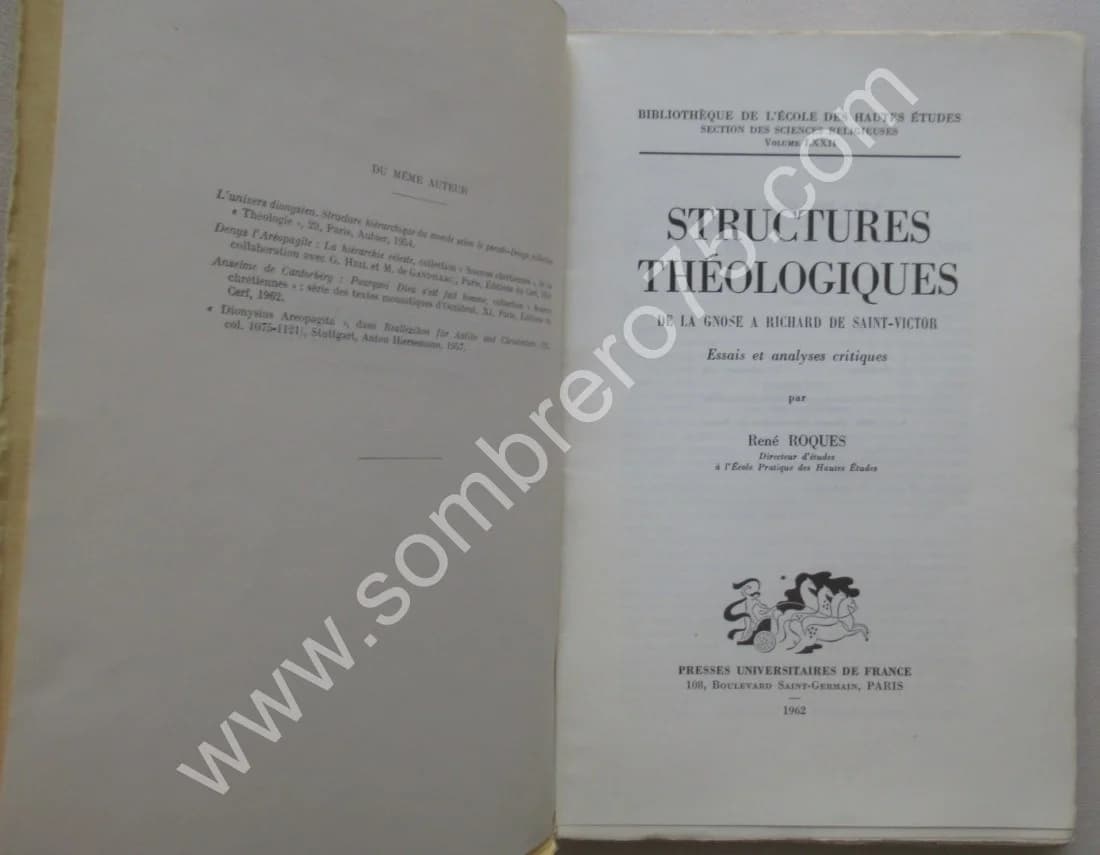 DU MÊME AUTEUR
L'univers dionysien. Structure hiérarchique du monde selon le pseudo-Denys, collection
« Théologie », 29, Paris, Aubier, 1954.
Denys l'Aréopagite : La hiérarchie céleste, collection « Sources chrétiennes »,
collaboration avec G. HEIL et M. de GANDILLAC, Paris, Éditions du Cerf,
Anselme de Cantorbéry : Pourquoi Dieu s'est fait homme, collection « Sources
chrétiennes » : série des textes monastiques d'Occident, XI, Paris, Éditions du
Cerf, 1962.
« Dionysius Areopagita », dans Reallexikon für Antike und Christentum
col. 1075-1121, Stuttgart, Anton Hiersemann, 1957.
BIBLIOTHÈQUE DE L'ÉCOLE DES HAUTES ÉTUDES
SECTION DES SCIENCES RELIGIEUSES
VOLUME LXXII
STRUCTURES
THÉOLOGIQUES
DE LA GNOSE A RICHARD DE SAINT-VICTOR
Essais et analyses critiques
par
René ROQUES
Directeur d'études
à l'École Pratique des Hautes Études
PRESSES UNIVERSITAIRES DE FRANCE
108, BOULEVARD SAINT-GERMAIN, PARIS
1962
www.sombrero75.com